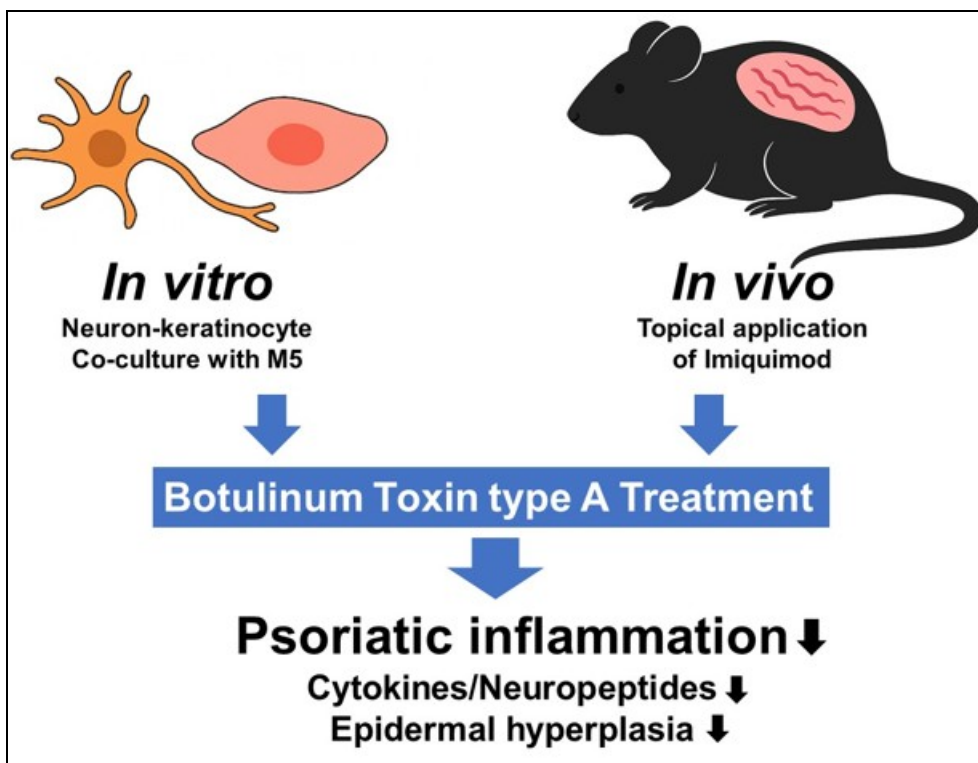 In vitro
Neuron-keratinocyte
Co-culture with M5
In vivo
Topical application
of Imiquimod
Botulinum Toxin type A Treatment
Psoriatic inflammation
Cytokines/Neuropeptides
Epidermal hyperplasia